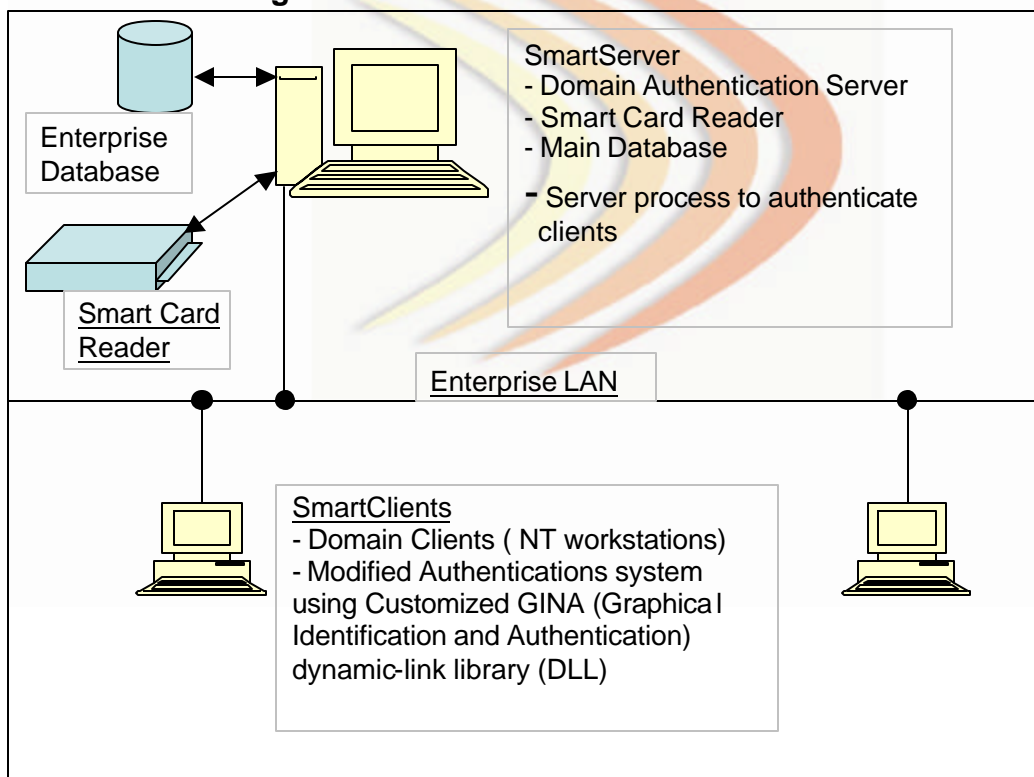 Enterprise
Database
Smart Card
Reader
SmartServer
- Domain Authentication Server
- Smart Card Reader
- Main Database
- Server process to authenticate
clients
Enterprise LAN
SmartClients
- Domain Clients ( NT workstations)
- Modified Authentications system
using Customized GINA (Graphical
Identification and Authentication)
dynamic-link library (DLL)